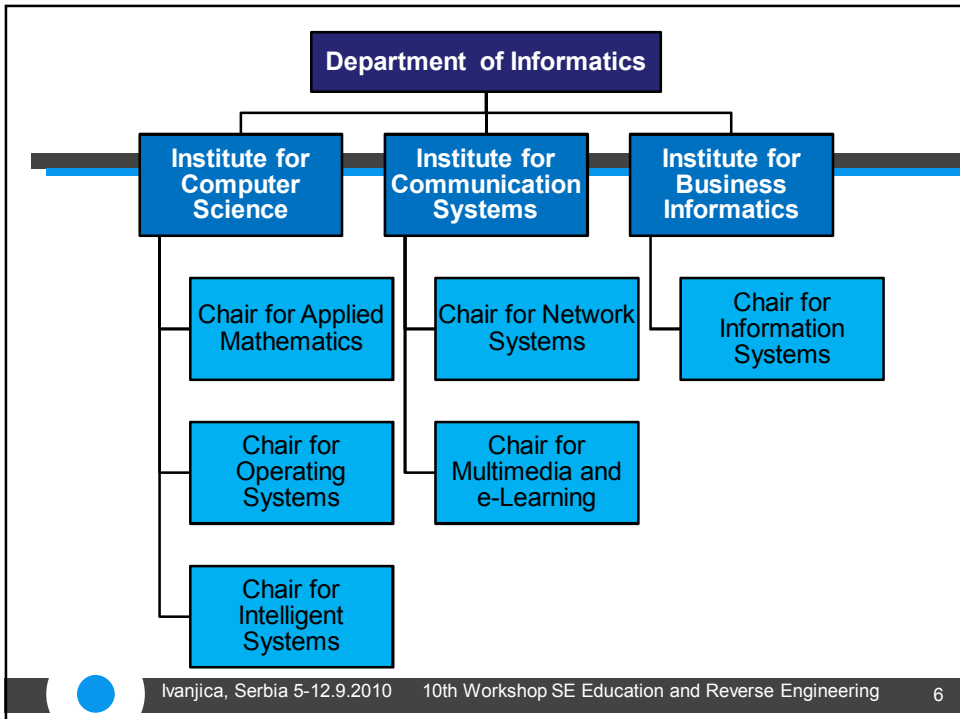 Department of Informatics
Institute for
Computer
Science
Institute for
Communication
Systems
Institute for
Business
Informatics
Chair for Applied
Mathematics
Chair for Network
Systems
Chair for
Information
Systems
Chair for
Operating
Systems
Chair for
Multimedia and
e-Learning
Chair for
Intelligent
Systems
Ivanjica, Serbia 5-12.9.2010 10th Workshop SE Education and Reverse Engineering 6